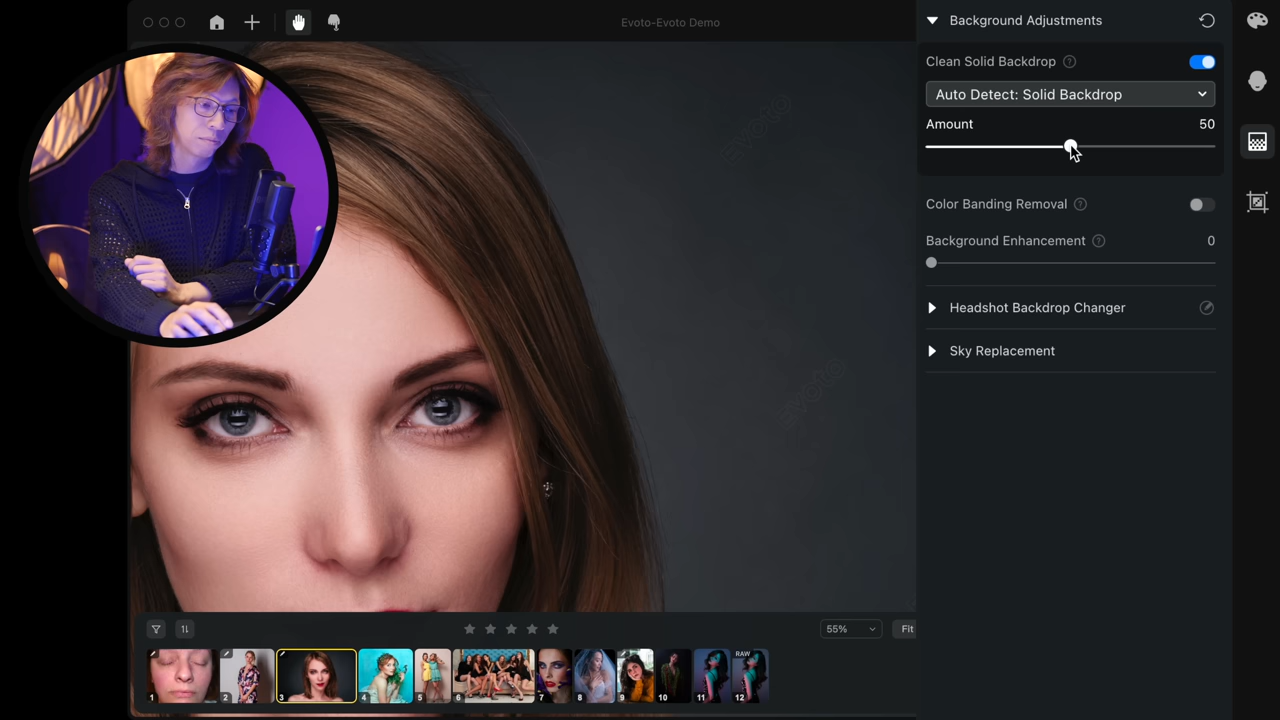 Evoto-Evoto Demo
Background Adjustments
Clean Solid Backdrop ?
Auto Detect: Solid Backdrop
Amount 50
Color Banding Removal ?
Background Enhancement ? 0
Headshot Backdrop Changer
Sky Replacement
evoto
evoto
55% Fit
RAW
1 2 3 4 5 6 7 8 9 10 11 12